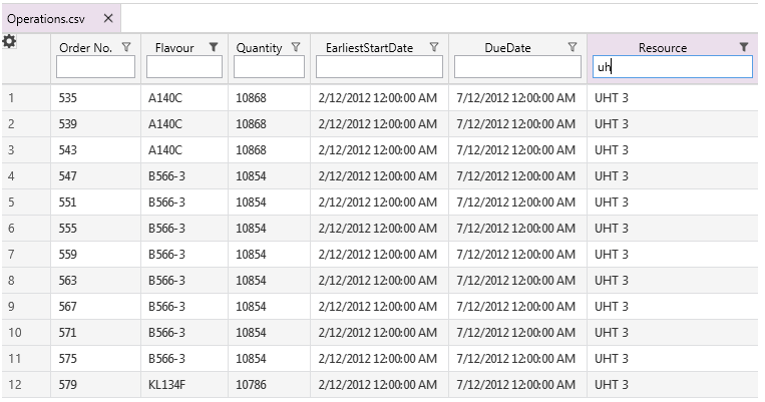 Operations.csv ×
Order No. Flavour Quantity EarliestStartDate DueDate Resource
uh
1 535 A140C 10868 2/12/2012 12:00:00 AM 7/12/2012 12:00:00 AM UHT 3
2 539 A140C 10868 2/12/2012 12:00:00 AM 7/12/2012 12:00:00 AM UHT 3
3 543 A140C 10868 2/12/2012 12:00:00 AM 7/12/2012 12:00:00 AM UHT 3
4 547 B566-3 10854 2/12/2012 12:00:00 AM 7/12/2012 12:00:00 AM UHT 3
5 551 B566-3 10854 2/12/2012 12:00:00 AM 7/12/2012 12:00:00 AM UHT 3
6 555 B566-3 10854 2/12/2012 12:00:00 AM 7/12/2012 12:00:00 AM UHT 3
7 559 B566-3 10854 2/12/2012 12:00:00 AM 7/12/2012 12:00:00 AM UHT 3
8 563 B566-3 10854 2/12/2012 12:00:00 AM 7/12/2012 12:00:00 AM UHT 3
9 567 B566-3 10854 2/12/2012 12:00:00 AM 7/12/2012 12:00:00 AM UHT 3
10 571 B566-3 10854 2/12/2012 12:00:00 AM 7/12/2012 12:00:00 AM UHT 3
11 575 B566-3 10854 2/12/2012 12:00:00 AM 7/12/2012 12:00:00 AM UHT 3
12 579 KL134F 10786 2/12/2012 12:00:00 AM 7/12/2012 12:00:00 AM UHT 3